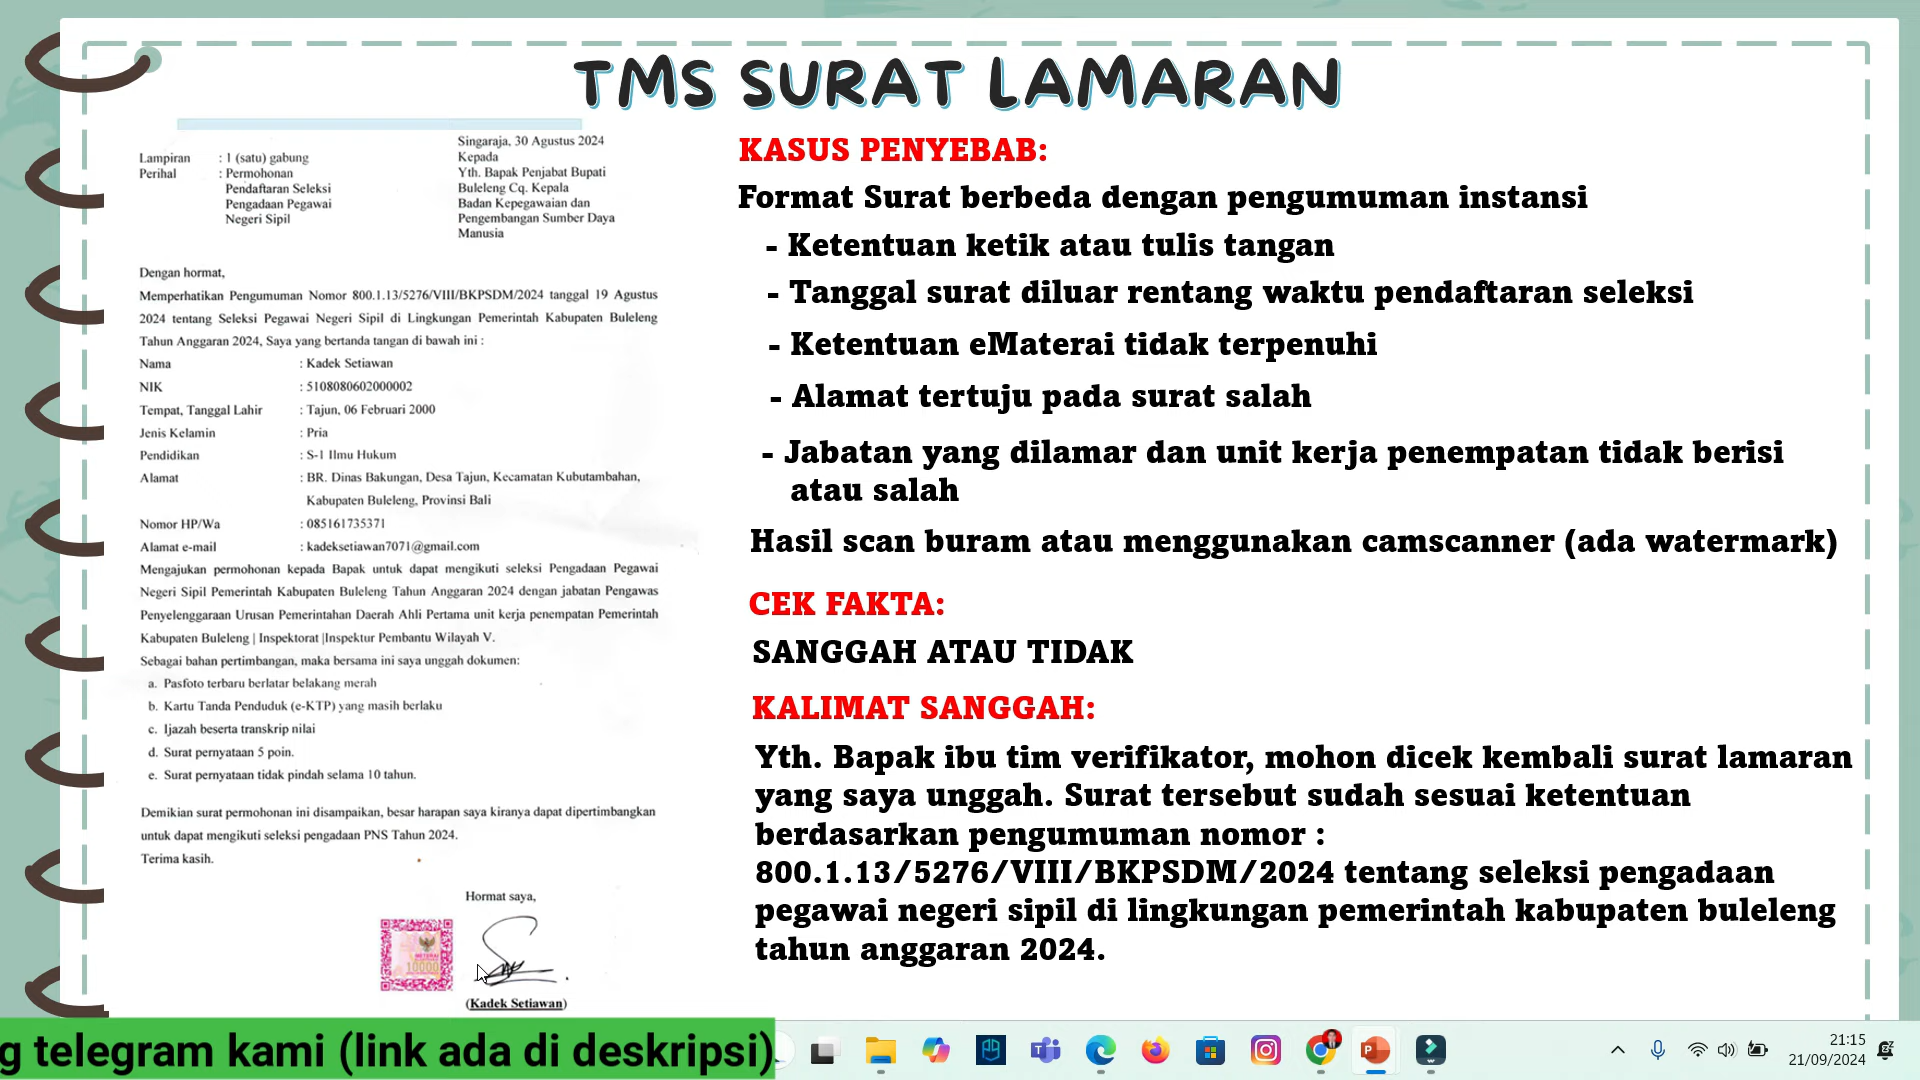 TMS SURAT LAMARAN
Singaraja, 30 Agustus 2024
Lampiran : 1 (satu) gabung
Kepada
Perihal : Permohonan
Yth. Bapak Penjabat Bupati
Pendaftaran Seleksi
Buleleng Cq. Kepala
Pengadaan Pegawai
Badan Kepegawaian dan
Negeri Sipil
Pengembangan Sumber Daya
Manusia
Dengan hormat,
Memperhatikan Pengumuman Nomor 800.1.13/5276/VIII/BKPSDM/2024 tanggal 19 Agustus
2024 tentang Seleksi Pegawai Negeri Sipil di Lingkungan Pemerintah Kabupaten Buleleng
Tahun Anggaran 2024, Saya yang bertanda tangan di bawah ini :
Nama : Kadek Setiawan
NIK : 5108080602000002
Tempat, Tanggal Lahir : Tajun, 06 Februari 2000
Jenis Kelamin : Pria
Pendidikan : S-1 Ilmu Hukum
Alamat : BR. Dinas Bakungan, Desa Tajun, Kecamatan Kubutambahan,
Kabupaten Buleleng, Provinsi Bali
Nomor HP/Wa : 085161735371
Alamat e-mail : kadeksetiawan7071@gmail.com
Mengajukan permohonan kepada Bapak untuk dapat mengikuti seleksi Pengadaan Pegawai
Negeri Sipil Pemerintah Kabupaten Buleleng Tahun Anggaran 2024 dengan jabatan Pengawas
Penyelenggaraan Urusan Pemerintahan Daerah Ahli Pertama unit kerja penempatan Pemerintah
Kabupaten Buleleng | Inspektorat |Inspektur Pembantu Wilayah V.
Sebagai bahan pertimbangan, maka bersama ini saya unggah dokumen:
a. Pasfoto terbaru berlatar belakang merah
b. Kartu Tanda Penduduk (e-KTP) yang masih berlaku
c. Ijazah beserta transkrip nilai
d. Surat pernyataan 5 poin.
e. Surat pernyataan tidak pindah selama 10 tahun.
Demikian surat permohonan ini disampaikan, besar harapan saya kiranya dapat dipertimbangkan
untuk dapat mengikuti seleksi pengadaan PNS Tahun 2024.
Terima kasih.
Hormat saya,
10000
(Kadek Setiawan)
KASUS PENYEBAB:
Format Surat berbeda dengan pengumuman instansi
- Ketentuan ketik atau tulis tangan
- Tanggal surat diluar rentang waktu pendaftaran seleksi
- Ketentuan eMaterai tidak terpenuhi
- Alamat tertuju pada surat salah
- Jabatan yang dilamar dan unit kerja penempatan tidak berisi
atau salah
Hasil scan buram atau menggunakan camscanner (ada watermark)
CEK FAKTA:
SANGGAH ATAU TIDAK
KALIMAT SANGGAH:
Yth. Bapak ibu tim verifikator, mohon dicek kembali surat lamaran
yang saya unggah. Surat tersebut sudah sesuai ketentuan
berdasarkan pengumuman nomor :
800.1.13/5276/VIII/BKPSDM/2024 tentang seleksi pengadaan
pegawai negeri sipil di lingkungan pemerintah kabupaten buleleng
tahun anggaran 2024.
g telegram kami (link ada di deskripsi)
21:15
21/09/2024